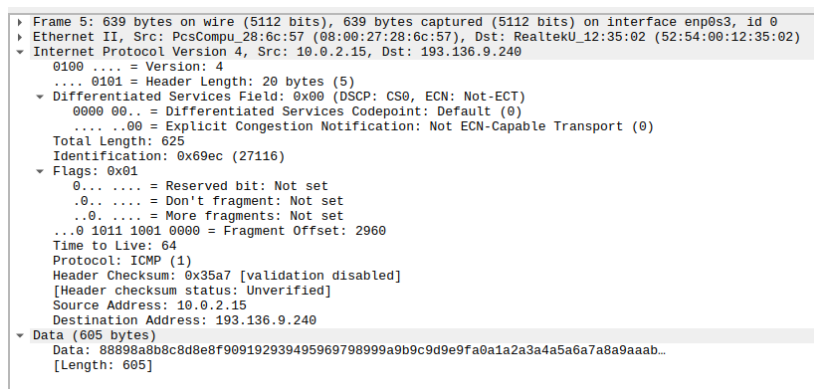 Frame 5: 639 bytes on wire (5112 bits), 639 bytes captured (5112 bits) on interface enp0s3, id 0
Ethernet II, Src: PcsCompu_28:6c:57 (08:00:27:28:6c:57), Dst: RealtekU_12:35:02 (52:54:00:12:35:02)
Internet Protocol Version 4, Src: 10.0.2.15, Dst: 193.136.9.240
0100 .... = Version: 4
.... 0101 = Header Length: 20 bytes (5)
Differentiated Services Field: 0x00 (DSCP: CS0, ECN: Not-ECT)
0000 00.. = Differentiated Services Codepoint: Default (0)
.... ..00 = Explicit Congestion Notification: Not ECN-Capable Transport (0)
Total Length: 625
Identification: 0x69ec (27116)
Flags: 0x01
0... .... = Reserved bit: Not set
.0.. .... = Don't fragment: Not set
..0. .... = More fragments: Not set
...0 1011 1001 0000 = Fragment Offset: 2960
Time to Live: 64
Protocol: ICMP (1)
Header Checksum: 0x35a7 [validation disabled]
[Header checksum status: Unverified]
Source Address: 10.0.2.15
Destination Address: 193.136.9.240
Data (605 bytes)
Data: 88898a8b8c8d8e8f909192939495969798999a9b9c9d9e9fa0a1a2a3a4a5a6a7a8a9aaab…
[Length: 605]